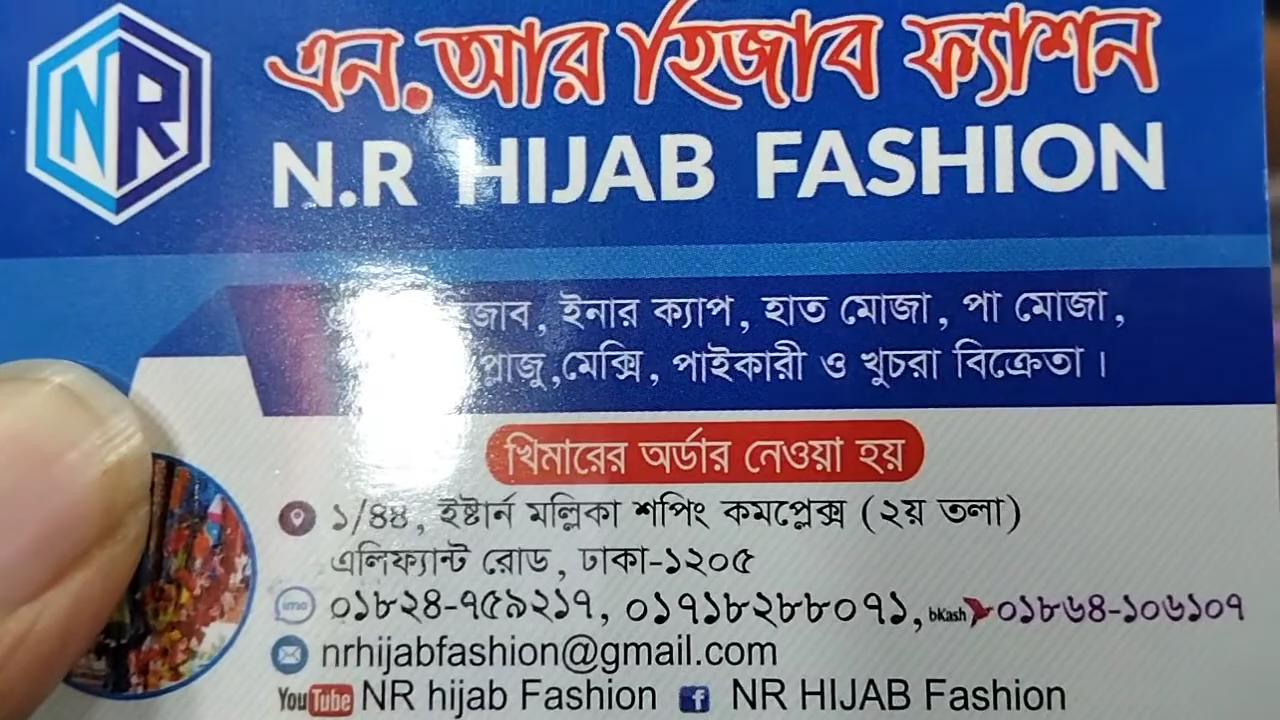 NR
এন.আর হিজাব ফ্যাশন
N.R HIJAB FASHION
ইনার ক্যাপ, হাত মোজা, পা মোজা,
প্লাজু,মেক্সি, পাইকারী ও খুচরা বিক্রেতা।
খিমারের অর্ডার নেওয়া হয়
১/৪৪, ইষ্টার্ন মল্লিকা শপিং কমপ্লেক্স (২য় তলা)
এলিফ্যান্ট রোড, ঢাকা-১২০৫
imo ০১৮২৪-৭৫৯২১৭, ০১৭১৮২৮৮০৭১, bKash ০১৮৬৪-১০৬১০৭
nrhijabfashion@gmail.com
YouTube NR hijab Fashion f NR HIJAB Fashion